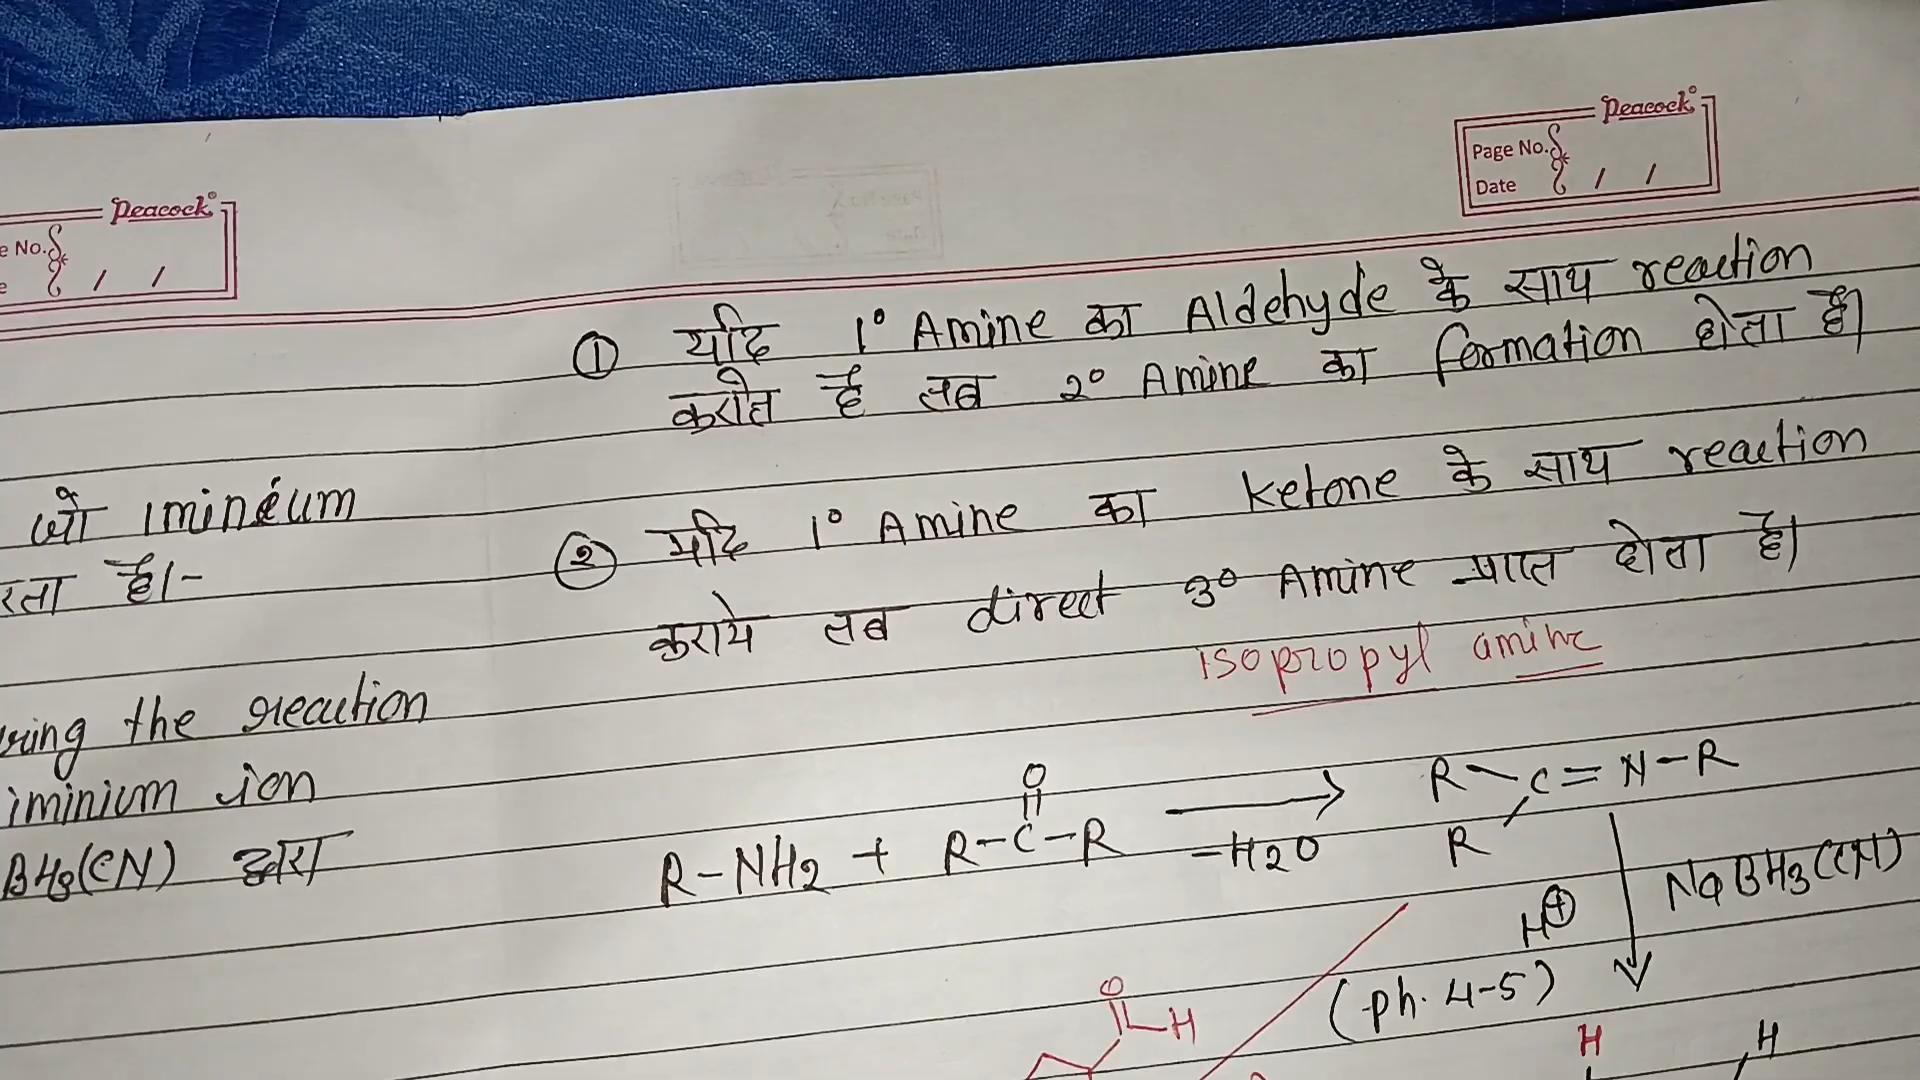 Peacock
Page No.
Date
Peacock
e No.
e
① यदि 1° Amine का Aldehyde के साथ reaction
कराते है तब 2° Amine का formation होता है।
② यदि 1° Amine का Ketone के साथ reaction
कराये तब direct 3° Amine प्राप्त होता है।
isopropyl amine
जो iminium
रता है।-
uring the reaction
iminium ion
BH3(CN) द्वारा
O
R-NH2 + R-C-R
-H2O
R-C=N-R
R
H⊕
NaBH3(CN)
(ph. 4-5)
O
H
H
H